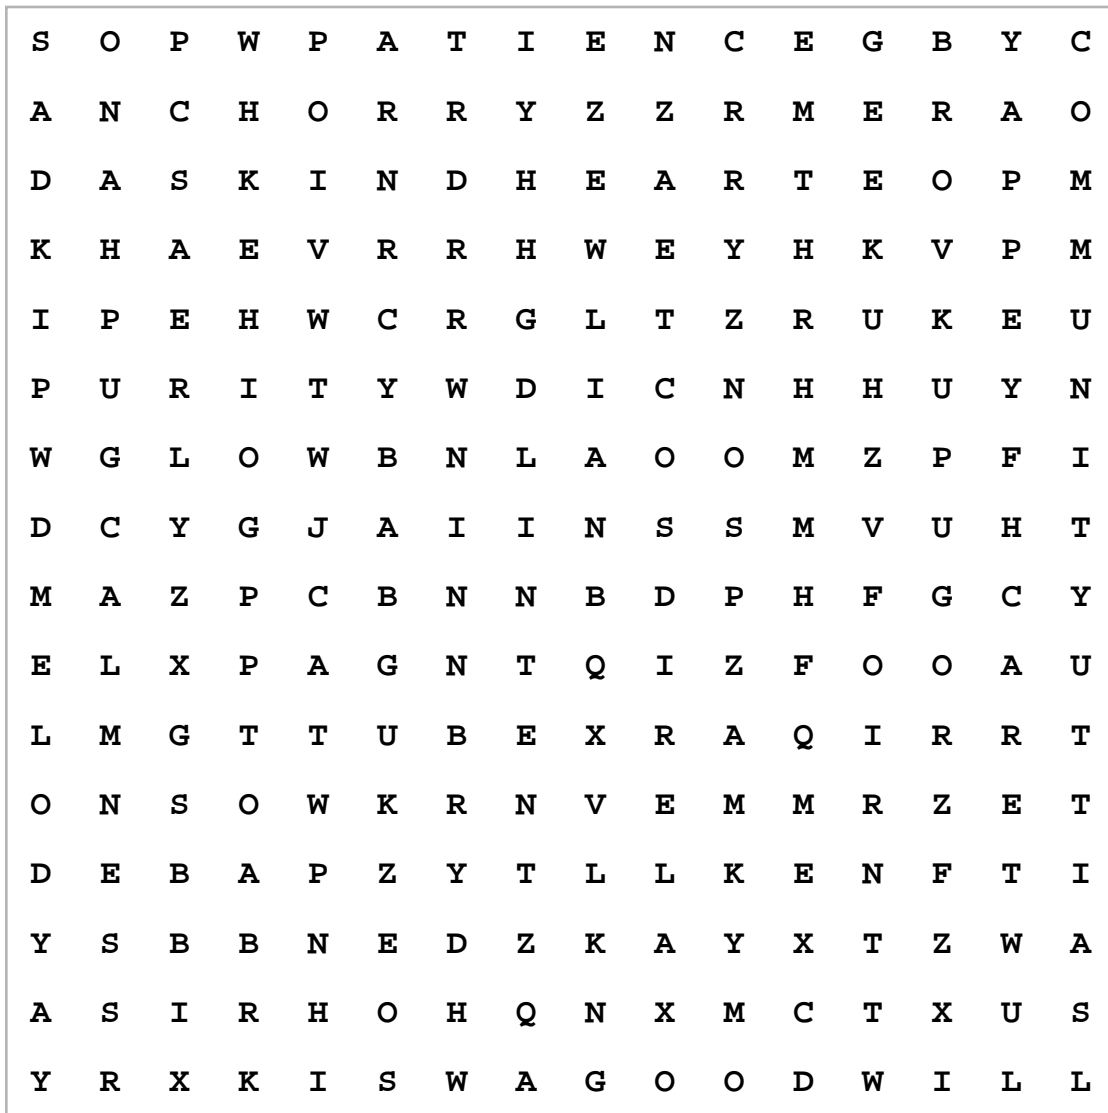 S O P W P A T I E N C E G B Y C
A N C H O R R Y Z Z R M E R A O
D A S K I N D H E A R T E O P M
K H A E V R R H W E Y H K V P M
I P E H W C R G L T Z R U K E U
P U R I T Y W D I C N H H U Y N
W G L O W B N L A O O M Z P F I
D C Y G J A I I N S S M V U H T
M A Z P C B N N B D P H F G C Y
E L X P A G N T Q I Z F O O A U
L M G T T U B E X R A Q I R R T
O N S O W K R N V E M M R Z E T
D E B A P Z Y T L L K E N F T I
Y S B B N E D Z K A Y X T Z W A
A S I R H O H Q N X M C T X U S
Y R X K I S W A G O O D W I L L